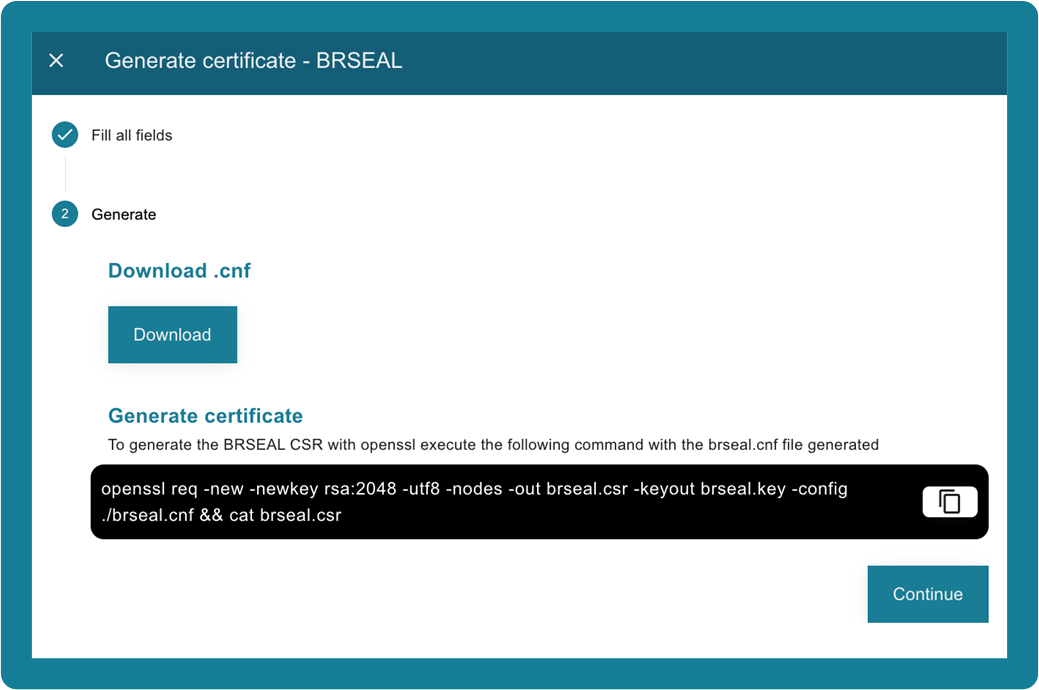 Generate certificate - BRSEAL
Fill all fields
2 Generate
Download .cnf
Download
Generate certificate
To generate the BRSEAL CSR with openssl execute the following command with the brseal.cnf file generated
openssl req -new -newkey rsa:2048 -utf8 -nodes -out brseal.csr -keyout brseal.key -config
./brseal.cnf && cat brseal.csr
Continue